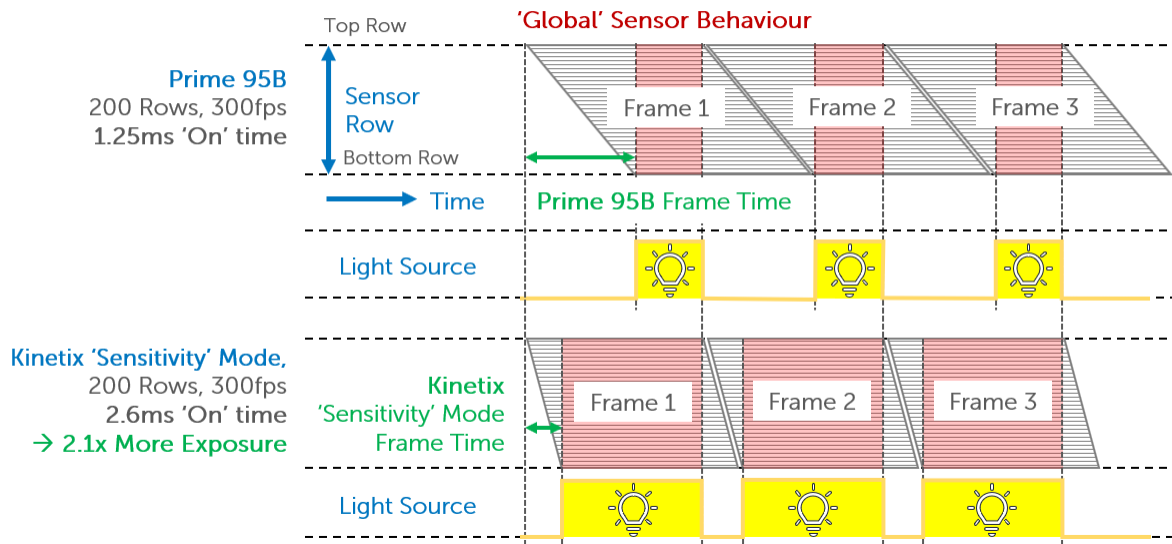 ‘Global’ Sensor Behaviour
Top Row
Prime 95B
200 Rows, 300fps
1.25ms ‘On’ time
Sensor
Row
Bottom Row
Frame 1
Frame 2
Frame 3
Time
Prime 95B Frame Time
Light Source
Kinetix ‘Sensitivity’ Mode,
200 Rows, 300fps
2.6ms ‘On’ time
→ 2.1x More Exposure
Kinetix
‘Sensitivity’ Mode
Frame Time
Frame 1
Frame 2
Frame 3
Light Source